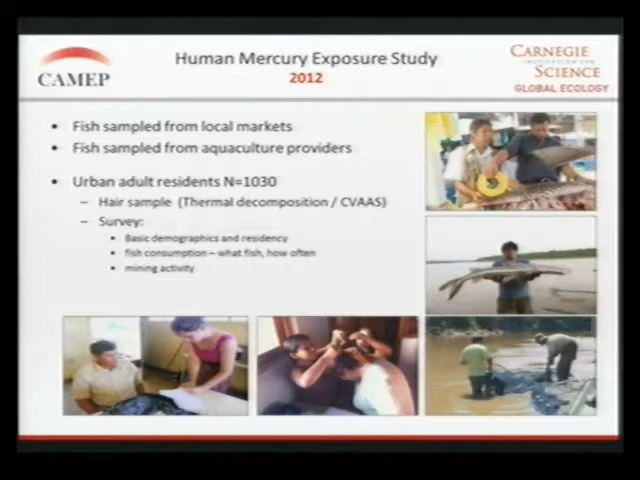 Human Mercury Exposure Study
2012
CAMEP
CARNEGIE
INSTITUTION FOR
SCIENCE
GLOBAL ECOLOGY
• Fish sampled from local markets
• Fish sampled from aquaculture providers
• Urban adult residents N=1030
– Hair sample (Thermal decomposition / CVAAS)
– Survey:
• Basic demographics and residency
• fish consumption – what fish, how often
• mining activity